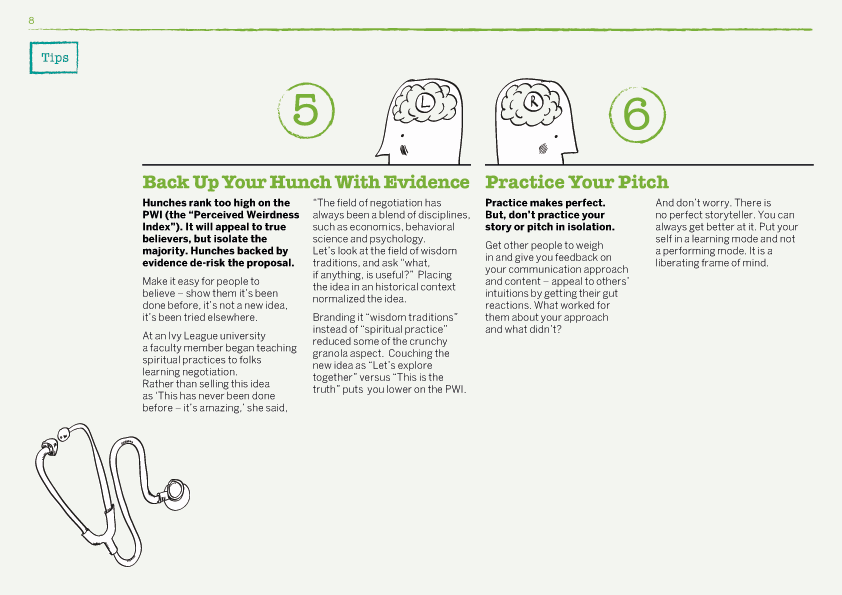 8
Tips
5
L
R
6
Back Up Your Hunch With Evidence
Hunches rank too high on the
PWI (the “Perceived Weirdness
Index”). It will appeal to true
believers, but isolate the
majority. Hunches backed by
evidence de-risk the proposal.
Make it easy for people to
believe – show them it’s been
done before, it’s not a new idea,
it’s been tried elsewhere.
At an Ivy League university
a faculty member began teaching
spiritual practices to folks
learning negotiation.
Rather than selling this idea
as ‘This has never been done
before – it’s amazing,’ she said,
“The field of negotiation has
always been a blend of disciplines,
such as economics, behavioral
science and psychology.
Let’s look at the field of wisdom
traditions, and ask “what,
if anything, is useful?” Placing
the idea in an historical context
normalized the idea.
Branding it “wisdom traditions”
instead of “spiritual practice”
reduced some of the crunchy
granola aspect. Couching the
new idea as “Let’s explore
together” versus “This is the
truth” puts you lower on the PWI.
Practice Your Pitch
Practice makes perfect.
But, don’t practice your
story or pitch in isolation.
Get other people to weigh
in and give you feedback on
your communication approach
and content – appeal to others’
intuitions by getting their gut
reactions. What worked for
them about your approach
and what didn’t?
And don’t worry. There is
no perfect storyteller. You can
always get better at it. Put your
self in a learning mode and not
a performing mode. It is a
liberating frame of mind.